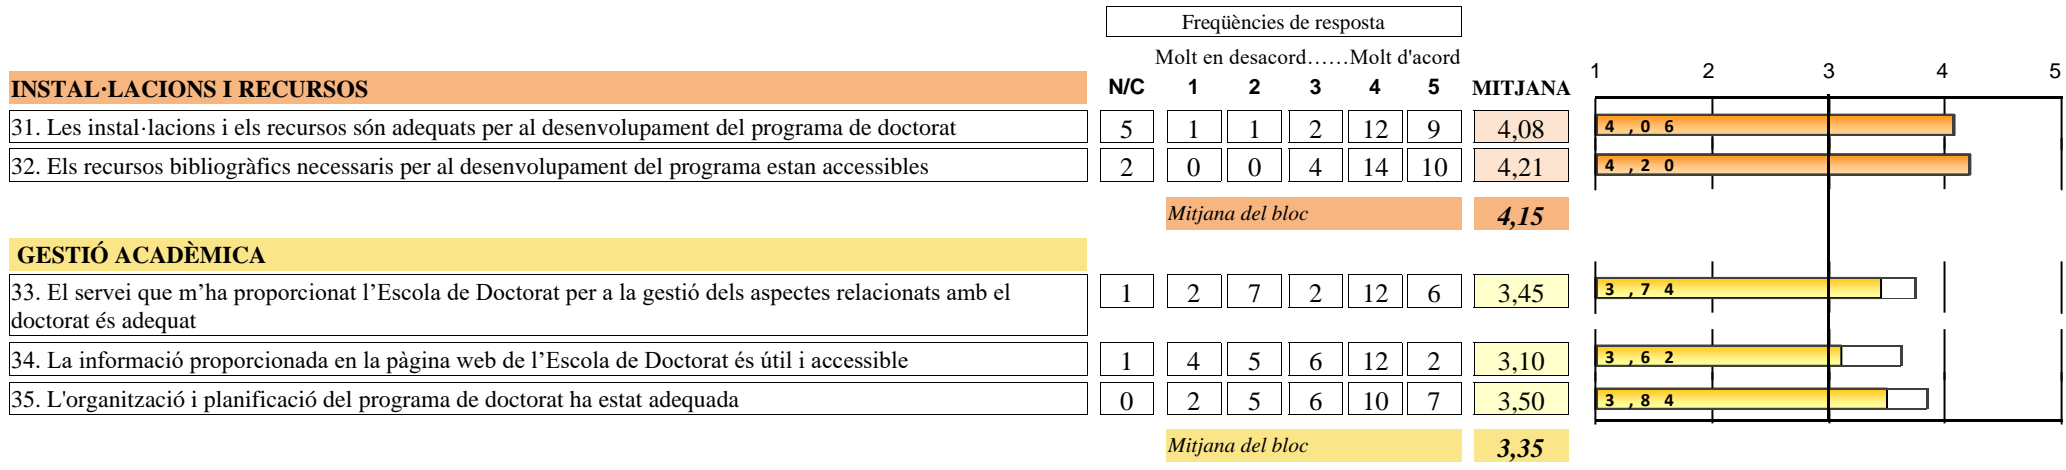 Freqüències de resposta
Molt en desacord……Molt d'acord
INSTAL·LACIONS I RECURSOS N/C 1 2 3 4 5 MITJANA 1 2 3 4 5
31. Les instal·lacions i els recursos són adequats per al desenvolupament del programa de doctorat 5 1 1 2 12 9 4,08 4,06
32. Els recursos bibliogràfics necessaris per al desenvolupament del programa estan accessibles 2 0 0 4 14 10 4,21 4,20
Mitjana del bloc 4,15
GESTIÓ ACADÈMICA
33. El servei que m’ha proporcionat l’Escola de Doctorat per a la gestió dels aspectes relacionats amb el
doctorat és adequat 1 2 7 2 12 6 3,45 3,74
34. La informació proporcionada en la pàgina web de l’Escola de Doctorat és útil i accessible 1 4 5 6 12 2 3,10 3,62
35. L'organització i planificació del programa de doctorat ha estat adequada 0 2 5 6 10 7 3,50 3,84
Mitjana del bloc 3,35